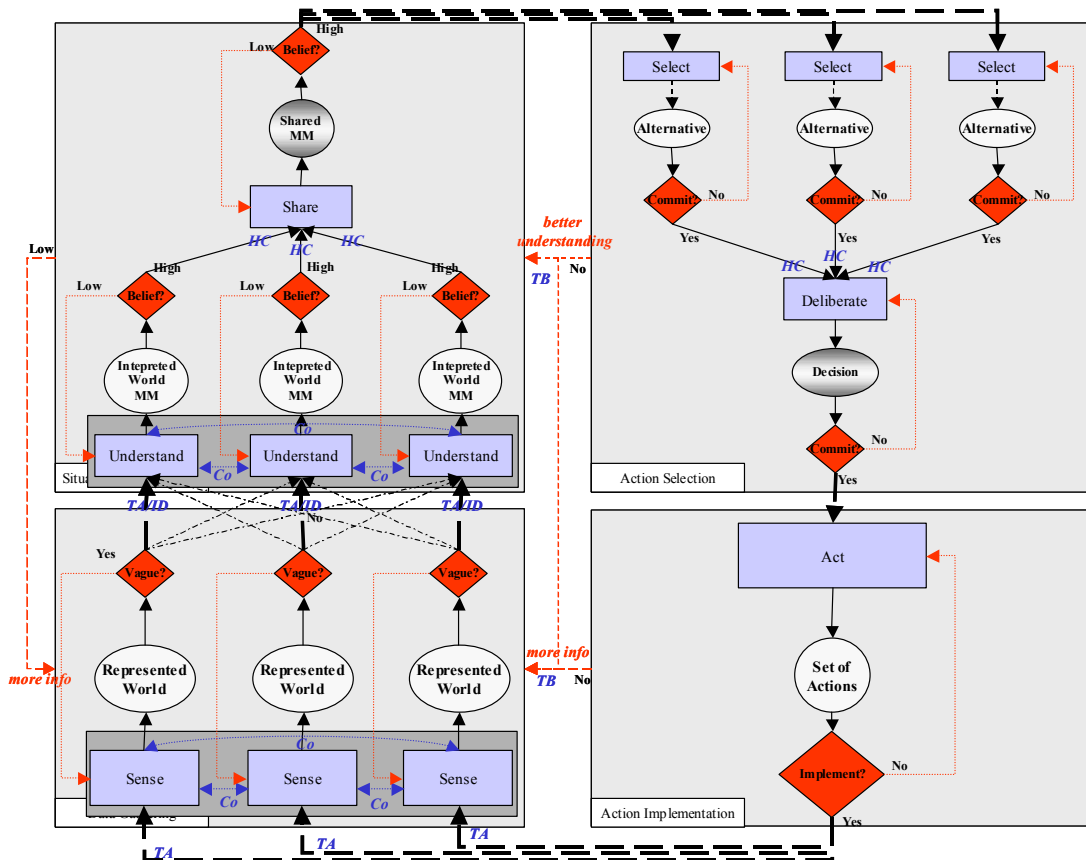 High
Low
Belief?
Shared
MM
Share
HC
HC
HC
High
High
High
Low
Low
Low
Belief?
Belief?
Belief?
Intepreted
World
MM
Intepreted
World
MM
Intepreted
World
MM
Co
Understand
Understand
Understand
Co
Co
Situa
TA/ID
TA/ID
TA/ID
Low
more info
better
understanding
TB
No
more info
TB
No
Yes
No
Vague?
Vague?
Vague?
Represented
World
Represented
World
Represented
World
Co
Sense
Sense
Sense
Co
Co
TA
TA
TA
Select
Select
Select
Alternative
Alternative
Alternative
Commit?
No
Commit?
No
Commit?
No
Yes
Yes
Yes
HC
HC
HC
Deliberate
Decision
Commit?
No
Yes
Action Selection
Act
Set of
Actions
Implement?
No
Yes
Action Implementation